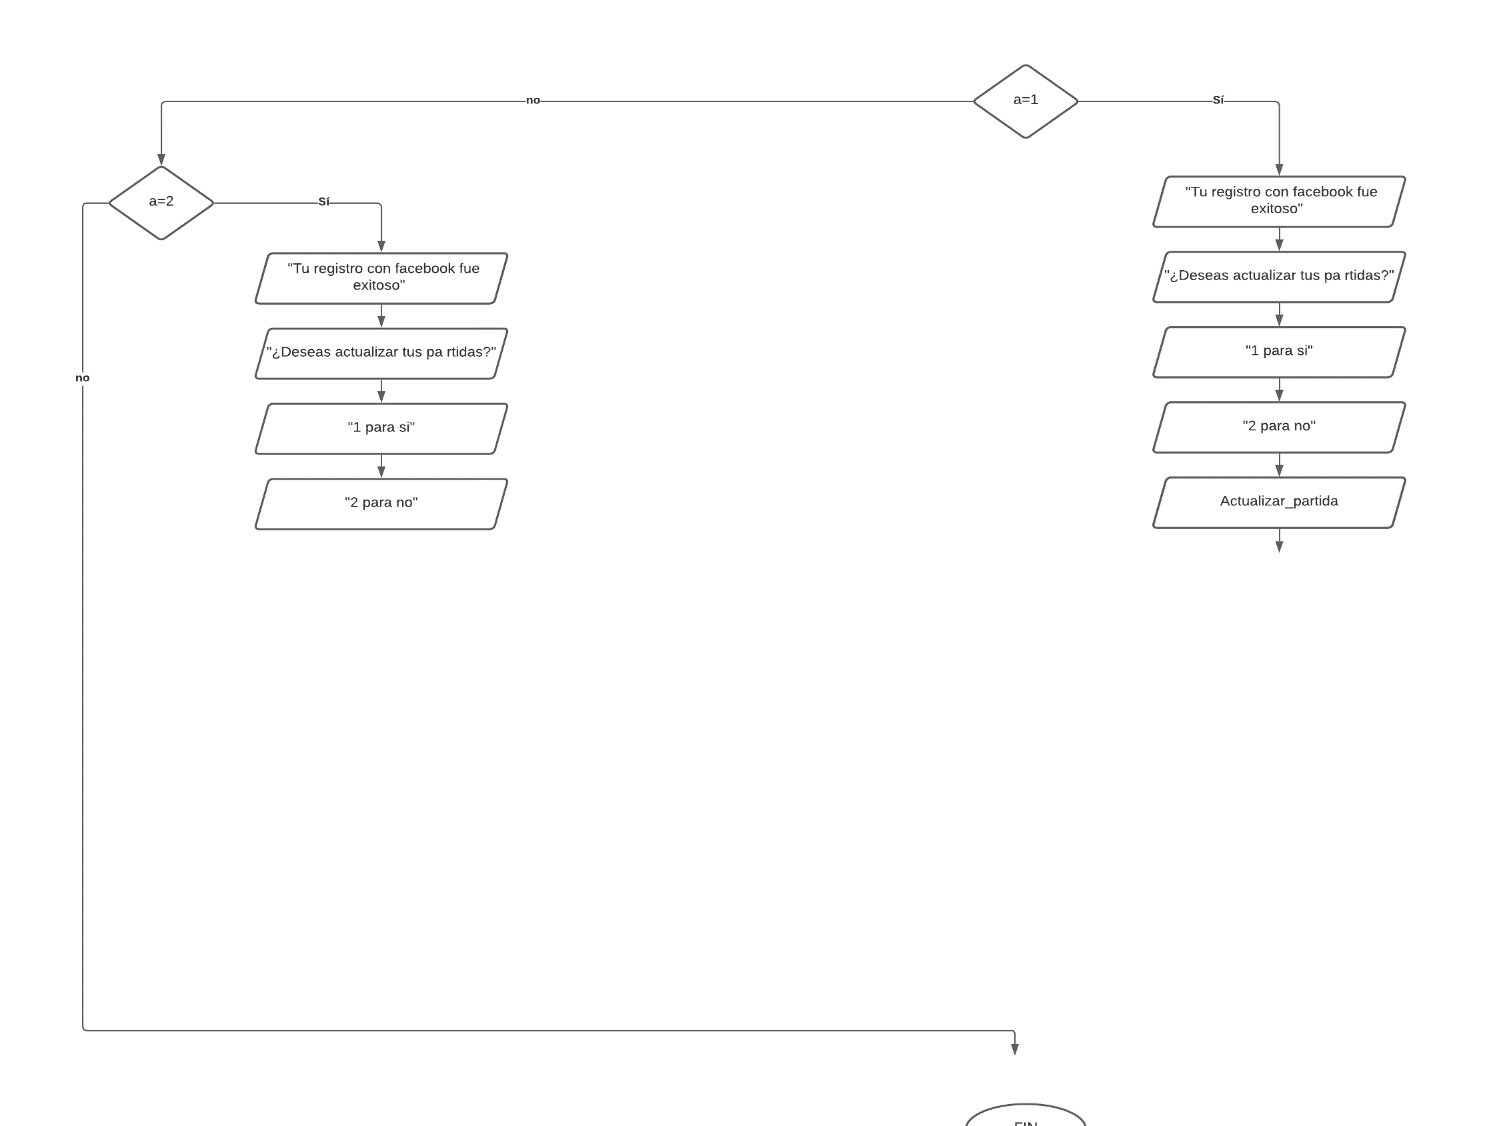 a=1
no
Sí
a=2
Sí
no
"Tu registro con facebook fue
exitoso"
"¿Deseas actualizar tus pa rtidas?"
"1 para si"
"2 para no"
"Tu registro con facebook fue
exitoso"
"¿Deseas actualizar tus pa rtidas?"
"1 para si"
"2 para no"
Actualizar_partida
FIN